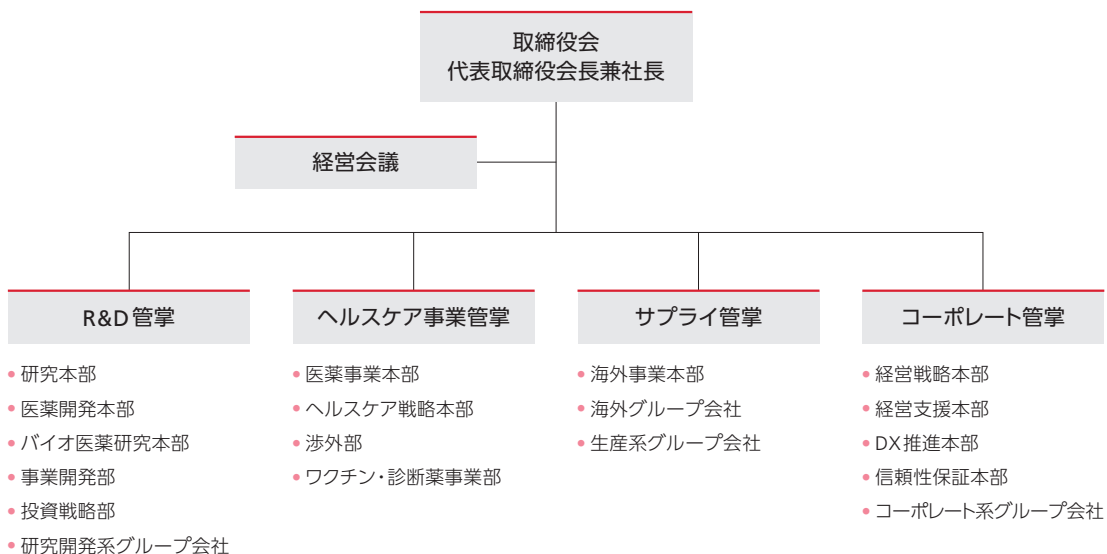 取締役会
代表取締役会長兼社長
経営会議
R&D管掌
• 研究本部
• 医薬開発本部
• バイオ医薬研究本部
• 事業開発部
• 投資戦略部
• 研究開発系グループ会社
ヘルスケア事業管掌
• 医薬事業本部
• ヘルスケア戦略本部
• 渉外部
• ワクチン・診断薬事業部
サプライ管掌
• 海外事業本部
• 海外グループ会社
• 生産系グループ会社
コーポレート管掌
• 経営戦略本部
• 経営支援本部
• DX推進本部
• 信頼性保証本部
• コーポレート系グループ会社